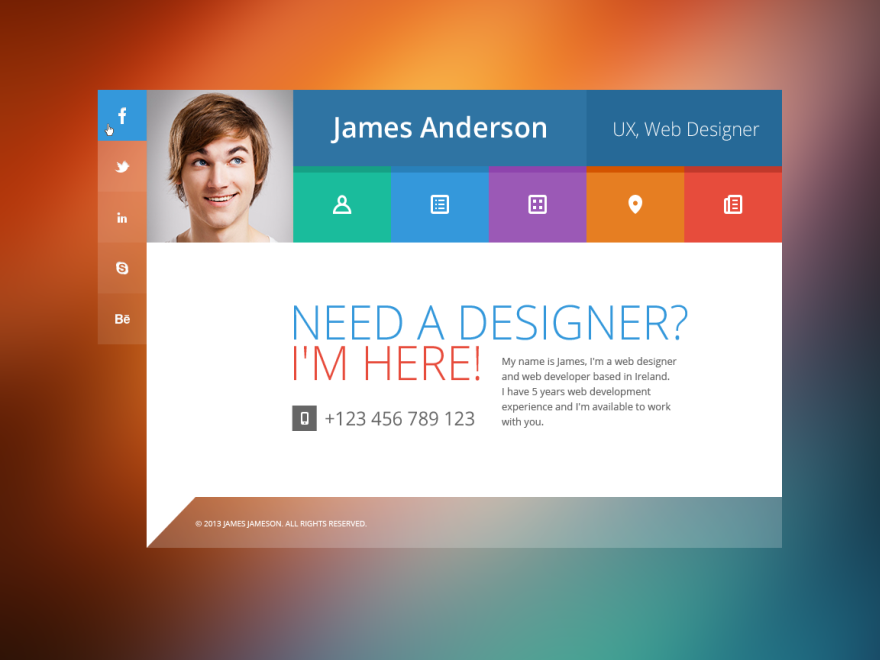 James Anderson
UX, Web Designer
in
Bē
NEED A DESIGNER?
I'M HERE!
My name is James, I'm a web designer
and web developer based in Ireland.
I have 5 years web development
experience and I'm available to work
with you.
+123 456 789 123
© 2013 JAMES JAMESON. ALL RIGHTS RESERVED.